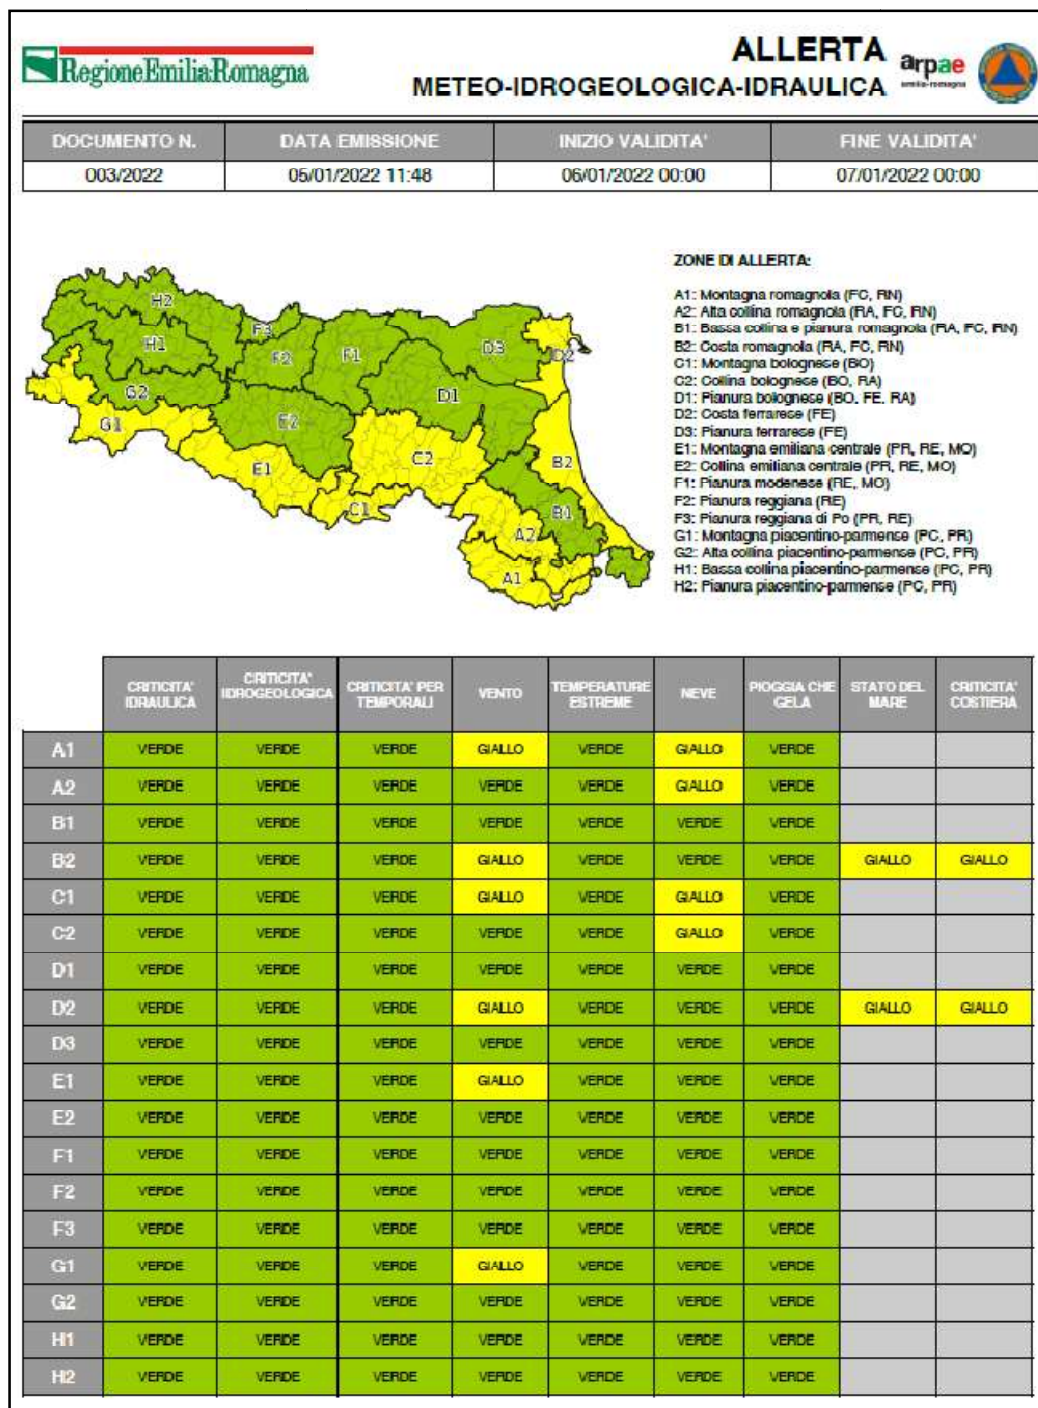 RegioneEmiliaRomagna
ALLERTA
METEO-IDROGEOLOGICA-IDRAULICA
arpae
emilia-romagna
DOCUMENTO N. DATA EMISSIONE INIZIO VALIDITA' FINE VALIDITA'
003/2022 05/01/2022 11:48 06/01/2022 00:00 07/01/2022 00:00
ZONE DI ALLERTA:
A1: Montagna romagnola (FC, RN)
A2: Alta collina romagnola (RA, FC, RN)
B1: Bassa collina e pianura romagnola (RA, FC, RN)
B2: Costa romagnola (RA, FC, RN)
C1: Montagna bolognese (BO)
C2: Collina bolognese (BO, RA)
D1: Pianura bolognese (BO, FE, RA)
D2: Costa ferrarese (FE)
D3: Pianura ferrarese (FE)
E1: Montagna emiliana centrale (PR, RE, MO)
E2: Collina emiliana centrale (PR, RE, MO)
F1: Pianura modenese (RE, MO)
F2: Pianura reggiana (RE)
F3: Pianura reggiana di Po (PR, RE)
G1: Montagna piacentino-parmense (PC, PR)
G2: Alta collina piacentino-parmense (PC, PR)
H1: Bassa collina piacentino-parmense (PC, PR)
H2: Pianura piacentino-parmense (PC, PR)
H2
F3
H1
F2
F1
D3
D2
G2
D1
G1
E2
E1
C2
B2
C1
B1
A2
A1
CRITICITA' IDRAULICA CRITICITA' IDROGEOLOGICA CRITICITA' PER TEMPORALI VENTO TEMPERATURE ESTREME NEVE PIOGGIA CHE GELA STATO DEL MARE CRITICITA' COSTIERA
A1 VERDE VERDE VERDE GIALLO VERDE GIALLO VERDE
A2 VERDE VERDE VERDE VERDE VERDE GIALLO VERDE
B1 VERDE VERDE VERDE VERDE VERDE VERDE VERDE
B2 VERDE VERDE VERDE GIALLO VERDE VERDE VERDE GIALLO GIALLO
C1 VERDE VERDE VERDE GIALLO VERDE GIALLO VERDE
C2 VERDE VERDE VERDE VERDE VERDE GIALLO VERDE
D1 VERDE VERDE VERDE VERDE VERDE VERDE VERDE
D2 VERDE VERDE VERDE GIALLO VERDE VERDE VERDE GIALLO GIALLO
D3 VERDE VERDE VERDE VERDE VERDE VERDE VERDE
E1 VERDE VERDE VERDE GIALLO VERDE VERDE VERDE
E2 VERDE VERDE VERDE VERDE VERDE VERDE VERDE
F1 VERDE VERDE VERDE VERDE VERDE VERDE VERDE
F2 VERDE VERDE VERDE VERDE VERDE VERDE VERDE
F3 VERDE VERDE VERDE VERDE VERDE VERDE VERDE
G1 VERDE VERDE VERDE GIALLO VERDE VERDE VERDE
G2 VERDE VERDE VERDE VERDE VERDE VERDE VERDE
H1 VERDE VERDE VERDE VERDE VERDE VERDE VERDE
H2 VERDE VERDE VERDE VERDE VERDE VERDE VERDE